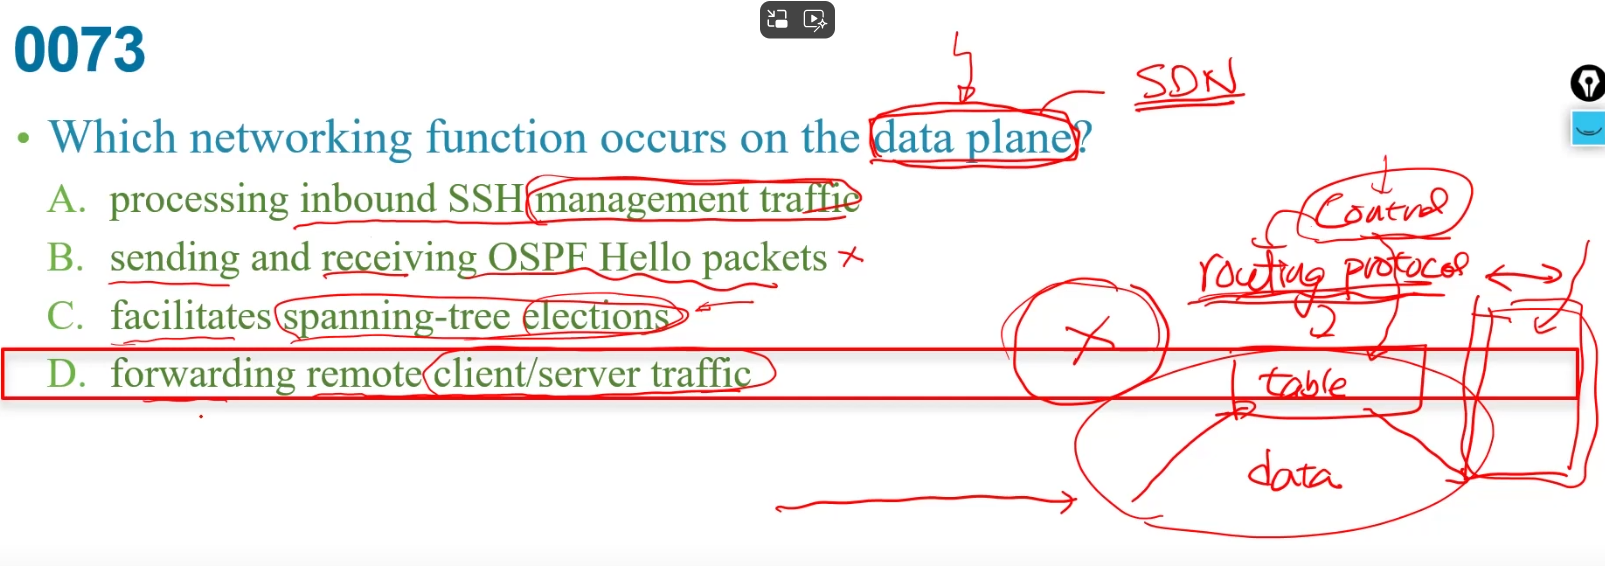 0073
SDN
• Which networking function occurs on the data plane?
A. processing inbound SSH management traffic
B. sending and receiving OSPF Hello packets ×
C. facilitates spanning-tree elections
D. forwarding remote client/server traffic
Control
routing protocol
table
data